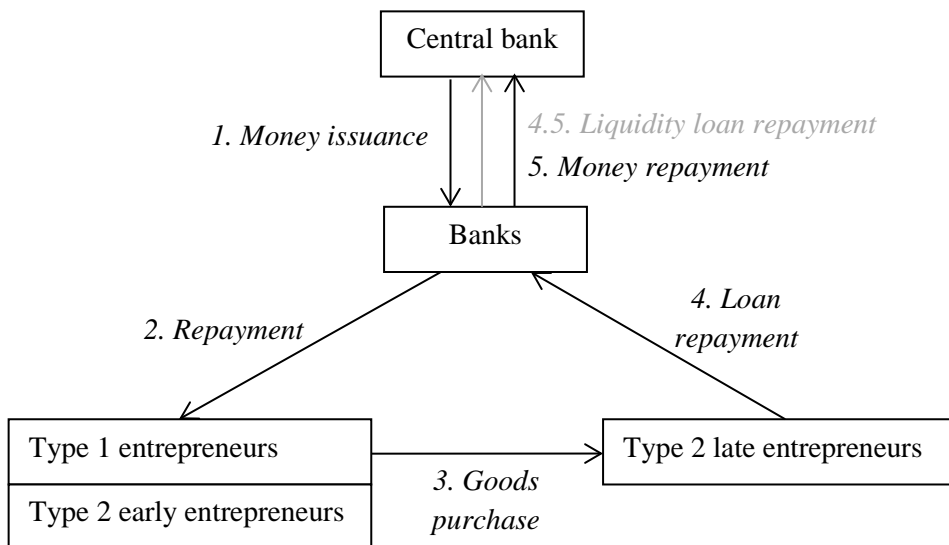 Central bank
1. Money issuance
4.5. Liquidity loan repayment
5. Money repayment
Banks
2. Repayment
4. Loan
repayment
Type 1 entrepreneurs
Type 2 late entrepreneurs
3. Goods
purchase
Type 2 early entrepreneurs